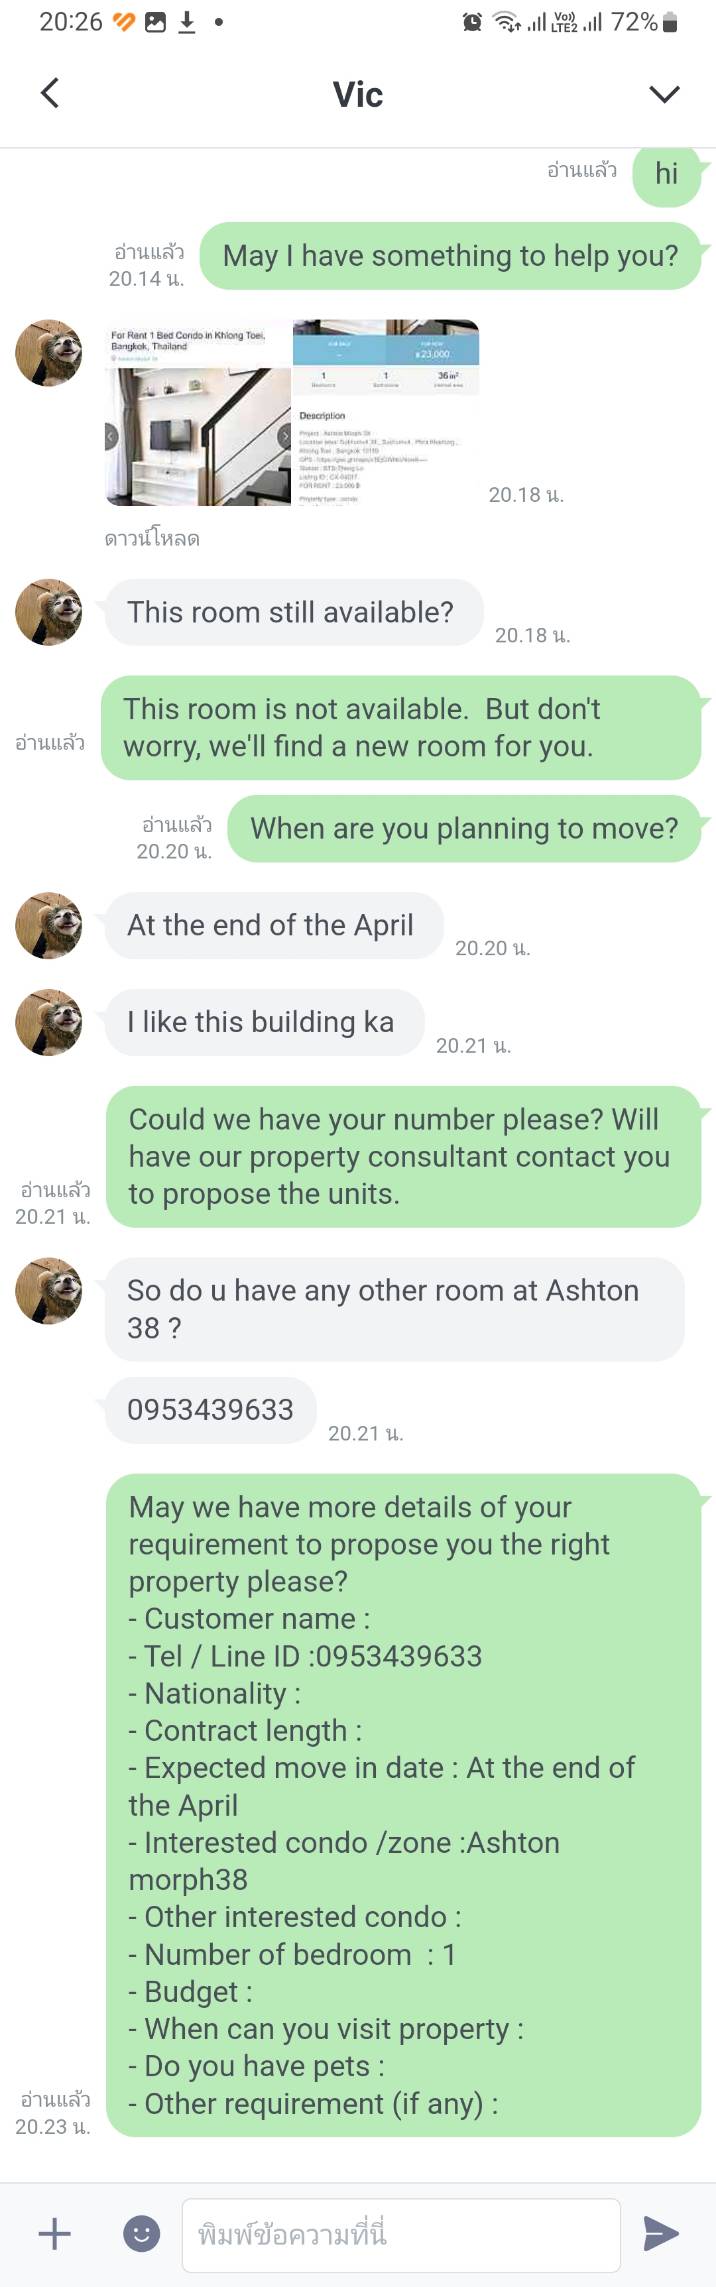 20:26
Vo))
LTE2
72%
Vic
อ่านแล้ว
hi
อ่านแล้ว
20.14 น.
May I have something to help you?
For Rent 1 Bed Condo in Khlong Toei,
Bangkok, Thailand
FOR SALE
FOR RENT
฿23,000
1
1
36 m²
Description
20.18 น.
ดาวน์โหลด
This room still available?
20.18 น.
อ่านแล้ว
This room is not available.  But don't
worry, we'll find a new room for you.
อ่านแล้ว
20.20 น.
When are you planning to move?
At the end of the April
20.20 น.
I like this building ka
20.21 น.
Could we have your number please? Will
have our property consultant contact you
to propose the units.
อ่านแล้ว
20.21 น.
So do u have any other room at Ashton
38 ?
0953439633
20.21 น.
May we have more details of your
requirement to propose you the right
property please?
- Customer name :
- Tel / Line ID :0953439633
- Nationality :
- Contract length :
- Expected move in date : At the end of
the April
- Interested condo /zone :Ashton
morph38
- Other interested condo :
- Number of bedroom  : 1
- Budget :
- When can you visit property :
- Do you have pets :
- Other requirement (if any) :
อ่านแล้ว
20.23 น.
พิมพ์ข้อความที่นี่